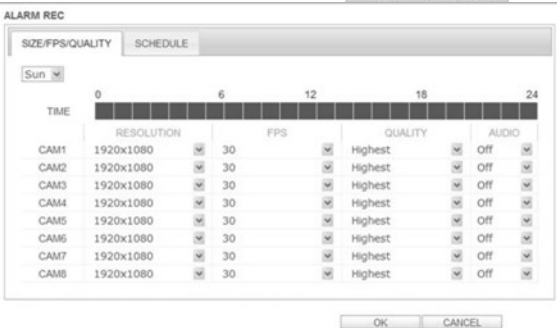 ALARM REC
SIZE/FPS/QUALITY SCHEDULE
Sun
0 6 12 18 24
TIME
RESOLUTION FPS QUALITY AUDIO
CAM1 1920x1080 30 Highest Off
CAM2 1920x1080 30 Highest Off
CAM3 1920x1080 30 Highest Off
CAM4 1920x1080 30 Highest Off
CAM5 1920x1080 30 Highest Off
CAM6 1920x1080 30 Highest Off
CAM7 1920x1080 30 Highest Off
CAM8 1920x1080 30 Highest Off
OK CANCEL